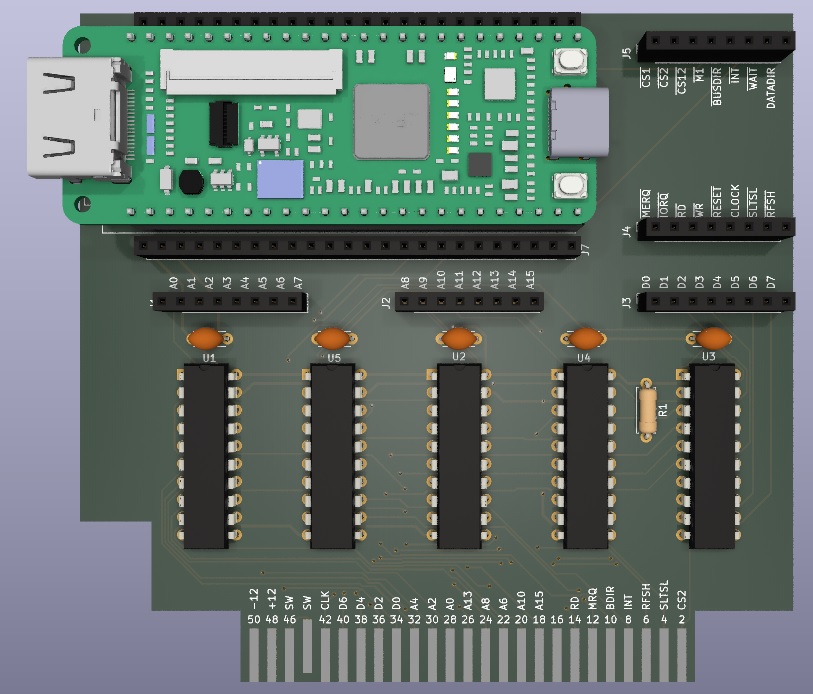 J5
CS1 CS2 CS12 M1 BUSDIR INT WAIT DATADIR
MERQ IORQ RD WR RESET CLOCK SLTSL RFSH
J4
J7
A0 A1 A2 A3 A4 A5 A6 A7
A8 A9 A10 A11 A12 A13 A14 A15
D0 D1 D2 D3 D4 D5 D6 D7
J2
J3
U1 U5 U2 U4 U3
R1
-12 +12 SW SW CLK D6 D4 D2 D0 A4 A2 A0 A13 A8 A6 A10 A15 RD MRQ BDIR INT RFSH SLTSL CS2
50 48 46 42 40 38 36 34 32 30 28 26 24 22 20 18 16 14 12 10 8 6 4 2